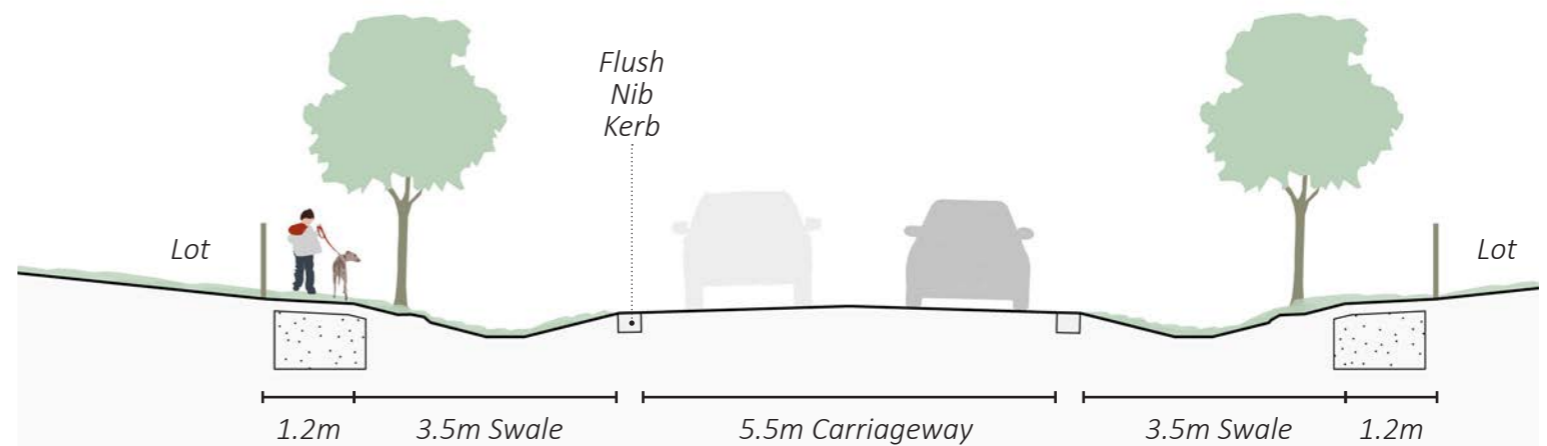 Flush
Nib
Kerb
Lot
Lot
1.2m
3.5m Swale
5.5m Carriageway
3.5m Swale
1.2m